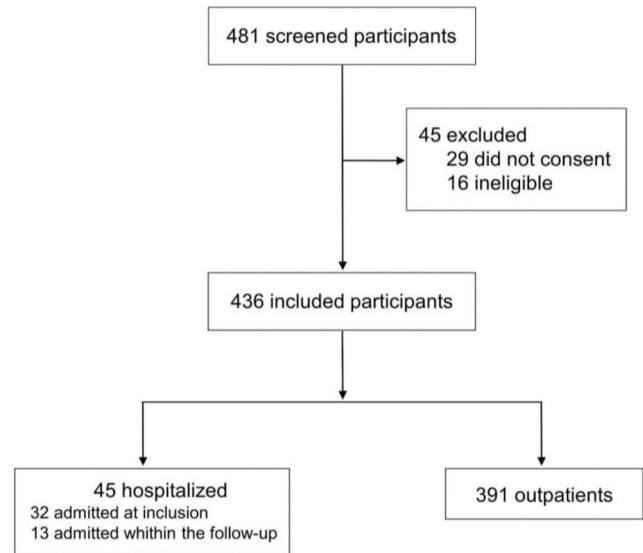 481 screened participants
45 excluded
29 did not consent
16 ineligible
436 included participants
45 hospitalized
32 admitted at inclusion
13 admitted whithin the follow-up
391 outpatients